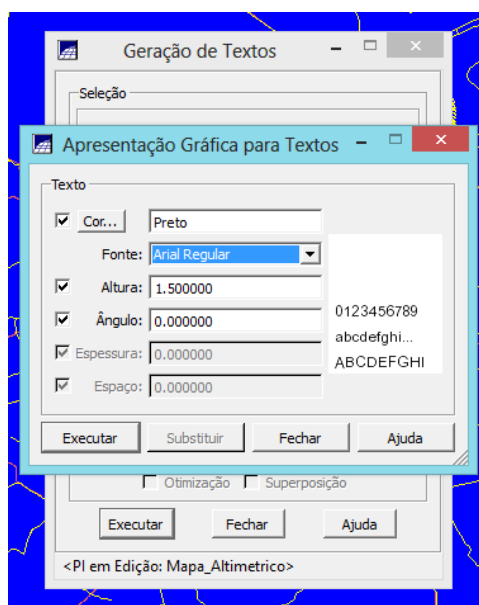 Geração de Textos
Seleção
Apresentação Gráfica para Textos
Texto
Cor... Preto
Fonte: Arial Regular
Altura: 1.500000
Ângulo: 0.000000
Espessura: 0.000000
Espaço: 0.000000
0123456789
abcdefghi...
ABCDEFGHI
Executar Substituir Fechar Ajuda
Otimização Superposição
Executar Fechar Ajuda
<PI em Edição: Mapa_Altimetrico>